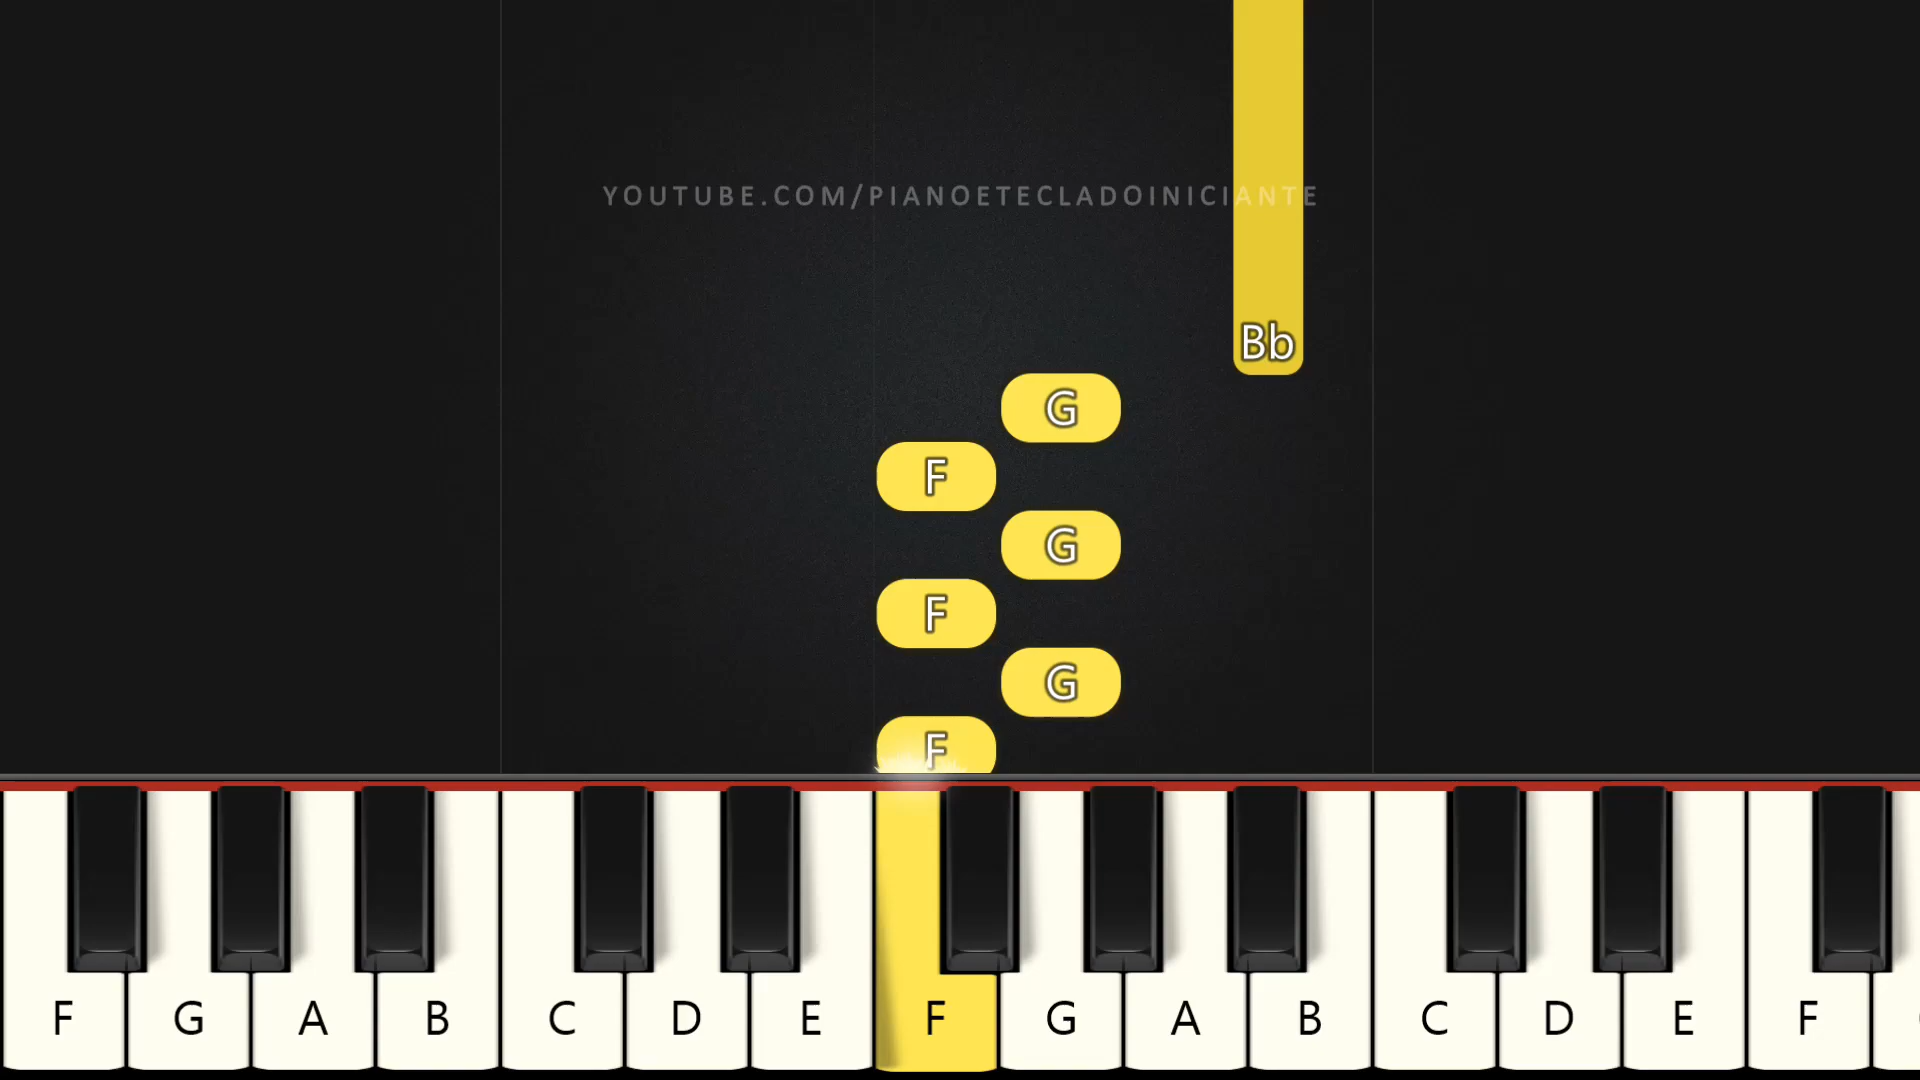 YOUTUBE.COM/PIANOETECLADOINICIANTE
Bb
G
F
G
F
G
F
F G A B C D E F G A B C D E F